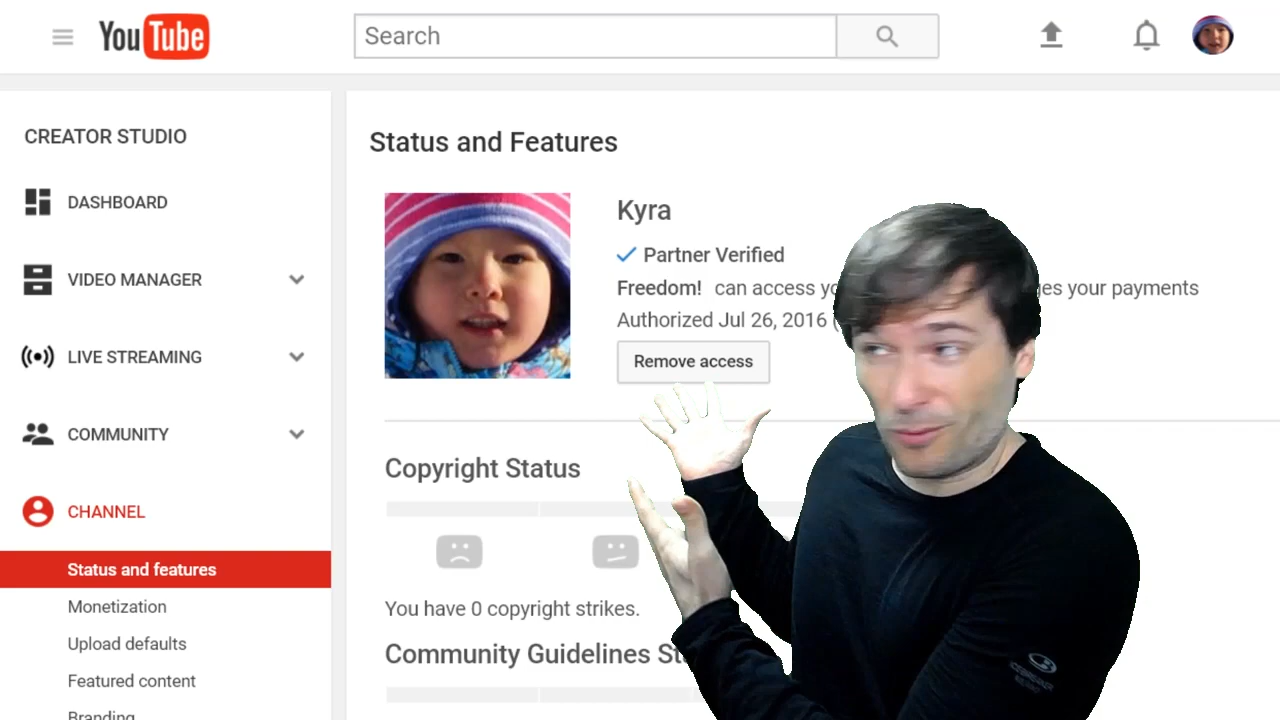 YouTube
Search
CREATOR STUDIO
DASHBOARD
VIDEO MANAGER
LIVE STREAMING
COMMUNITY
CHANNEL
Status and features
Monetization
Upload defaults
Featured content
Branding
Status and Features
Kyra
Partner Verified
Freedom! can access yo es your payments
Authorized Jul 26, 2016 (
Remove access
Copyright Status
You have 0 copyright strikes.
Community Guidelines St